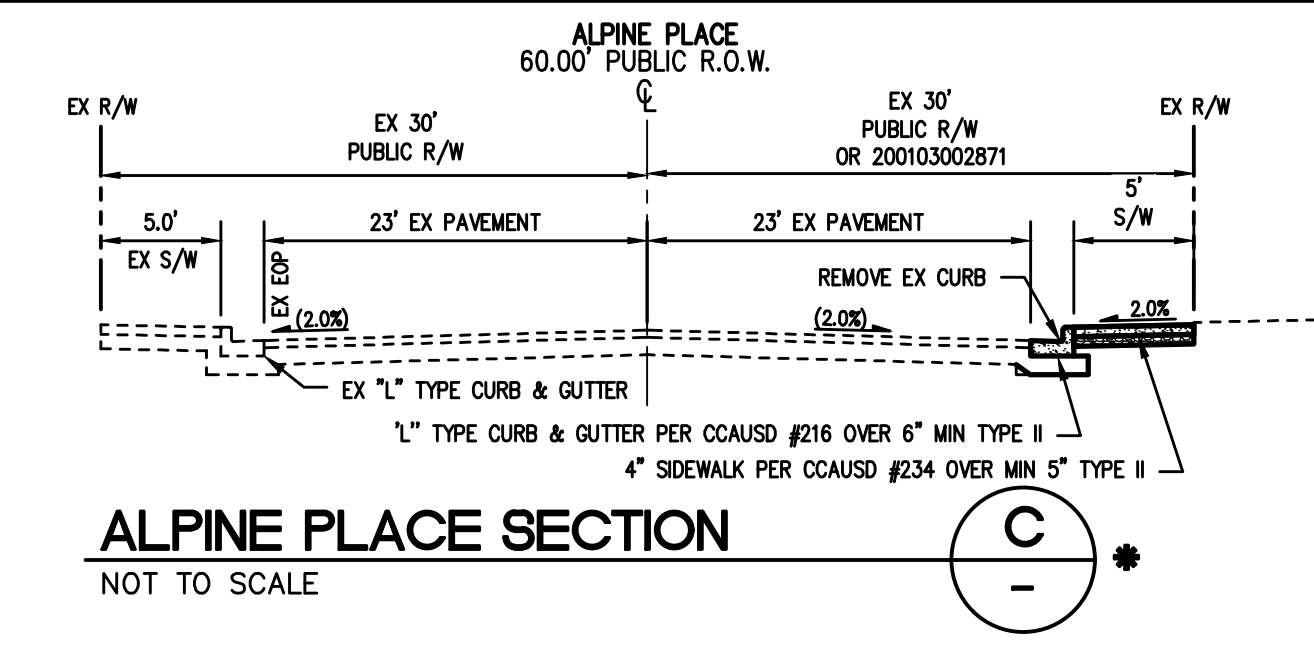 ALPINE PLACE
60.00' PUBLIC R.O.W.
℄
EX R/W
EX 30'
PUBLIC R/W
EX 30'
PUBLIC R/W
OR 200103002871
EX R/W
5.0'
EX S/W
EX EOP
23' EX PAVEMENT
23' EX PAVEMENT
5'
S/W
REMOVE EX CURB
(2.0%)
(2.0%)
2.0%
EX "L" TYPE CURB & GUTTER
'L" TYPE CURB & GUTTER PER CCAUSD #216 OVER 6" MIN TYPE II
4" SIDEWALK PER CCAUSD #234 OVER MIN 5" TYPE II
ALPINE PLACE SECTION
NOT TO SCALE
C
-
*